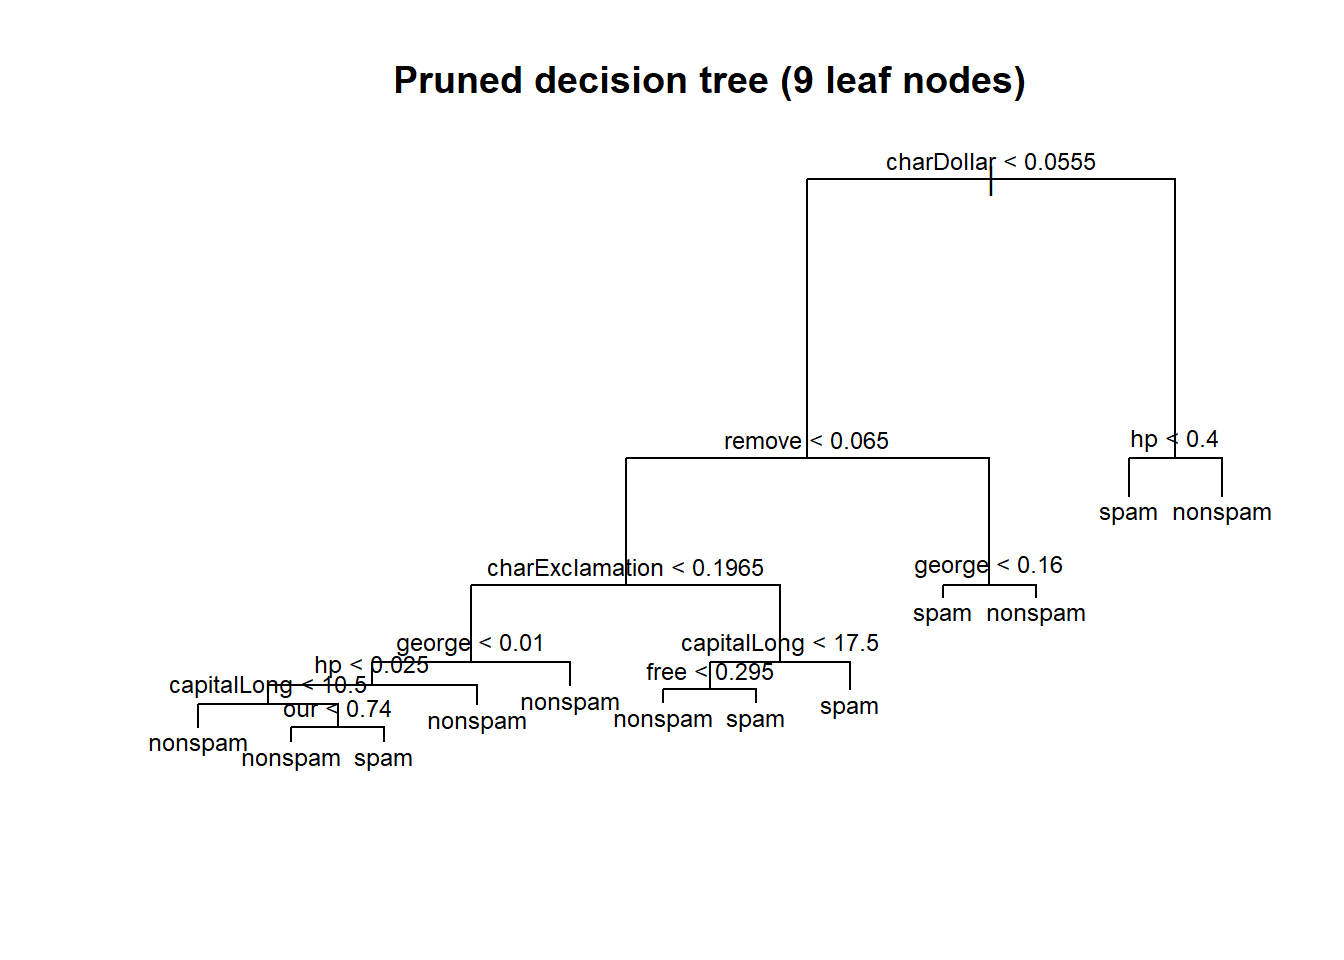 Pruned decision tree (9 leaf nodes)
charDollar < 0.0555
remove < 0.065
hp < 0.4
spam nonspam
charExclamation < 0.1965
george < 0.16
spam nonspam
george < 0.01
capitalLong < 17.5
hp < 0.025
free < 0.295
capitalLong < 10.5
nonspam
spam
our < 0.74
nonspam
nonspam spam
nonspam
nonspam spam